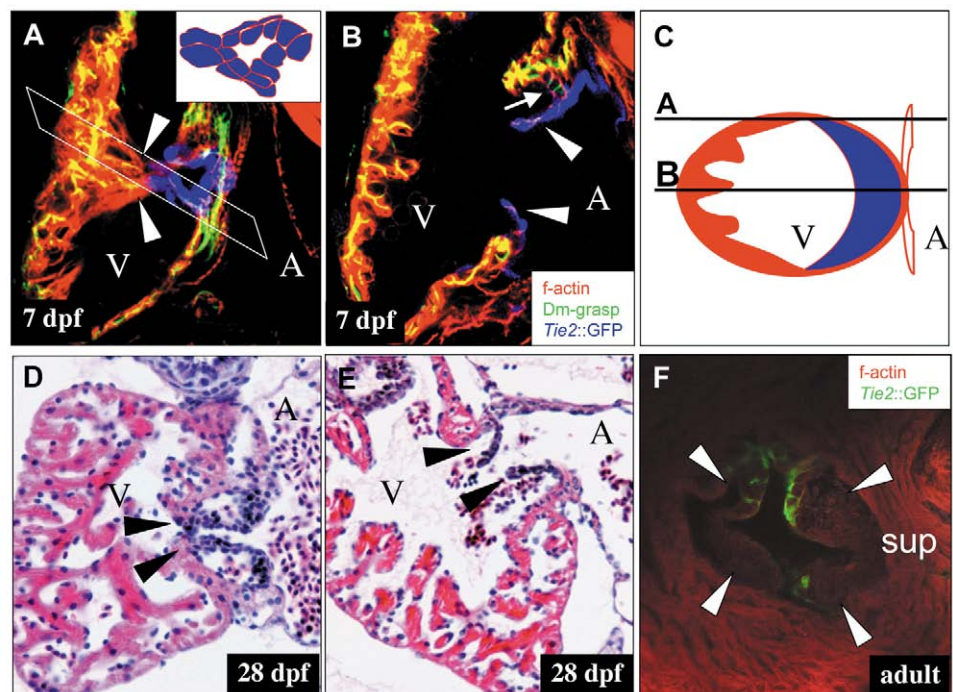 A
V
A
7 dpf
B
V
A
7 dpf
f-actin
Dm-grasp
Tie2::GFP
C
A
B
V
A
D
A
V
28 dpf
E
A
V
28 dpf
F
f-actin
Tie2::GFP
sup
adult